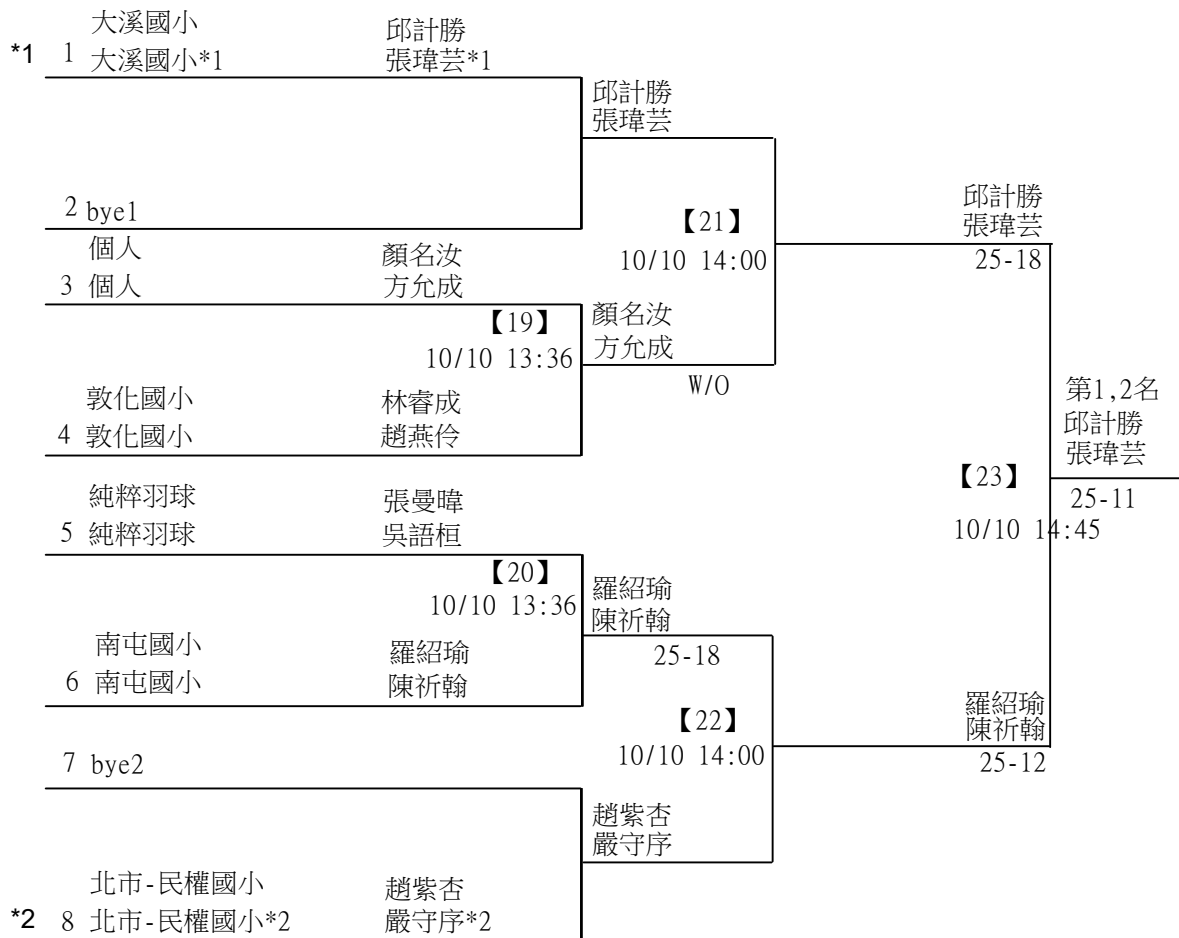 大溪國小 邱計勝
*1 1 大溪國小*1 張瑋芸*1
邱計勝
張瑋芸
2 bye1
邱計勝
張瑋芸
25-18
【21】
10/10 14:00
個人 顏名汝
3 個人 方允成
【19】
10/10 13:36
顏名汝
方允成
W/O
敦化國小 林睿成
4 敦化國小 趙燕伶
第1,2名
邱計勝
張瑋芸
25-11
【23】
10/10 14:45
純粹羽球 張曼暐
5 純粹羽球 吳語桓
【20】
10/10 13:36
羅紹瑜
陳祈翰
25-18
南屯國小 羅紹瑜
6 南屯國小 陳祈翰
【22】
10/10 14:00
羅紹瑜
陳祈翰
25-12
7 bye2
趙紫杏
嚴守序
北市-民權國小 趙紫杏
*2 8 北市-民權國小*2 嚴守序*2